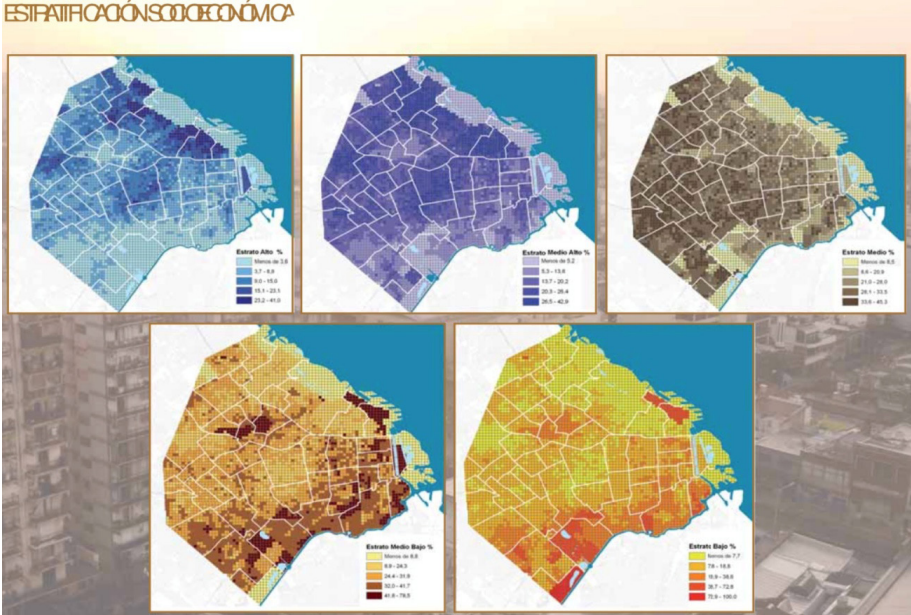 ESTRATIFICACIÓN SOCIOECONÓMICA
Estrato Alto %
Menos de 3,6
3,7 - 8,9
9,0 - 15,0
15,1 - 23,1
23,2 - 41,0
Estrato Medio Alto %
Menos de 5,2
5,3 - 13,6
13,7 - 20,2
20,3 - 26,4
26,5 - 42,9
Estrato Medio %
Menos de 8,5
8,6 - 20,9
21,0 - 28,0
28,1 - 33,5
33,6 - 45,3
Estrato Medio Bajo %
Menos de 8,8
8,9 - 24,3
24,4 - 31,9
32,0 - 41,7
41,8 - 78,5
Estrato Bajo %
Menos de 7,7
7,8 - 18,8
18,9 - 38,6
38,7 - 72,8
72,9 - 100,0